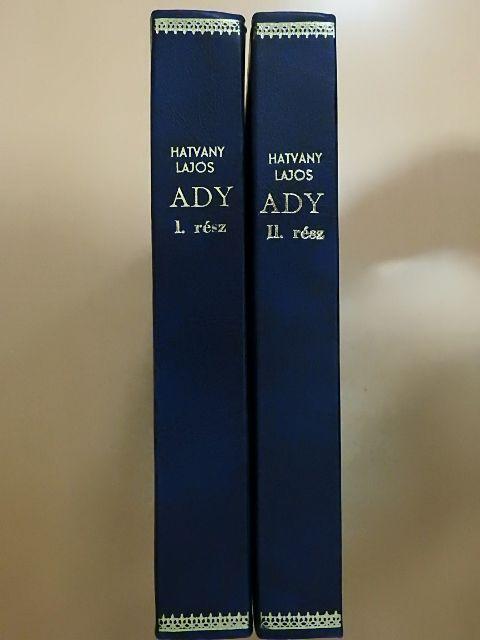 HATVANY
LAJOS
ADY
I. rész
HATVANY
LAJOS
ADY
II. rész